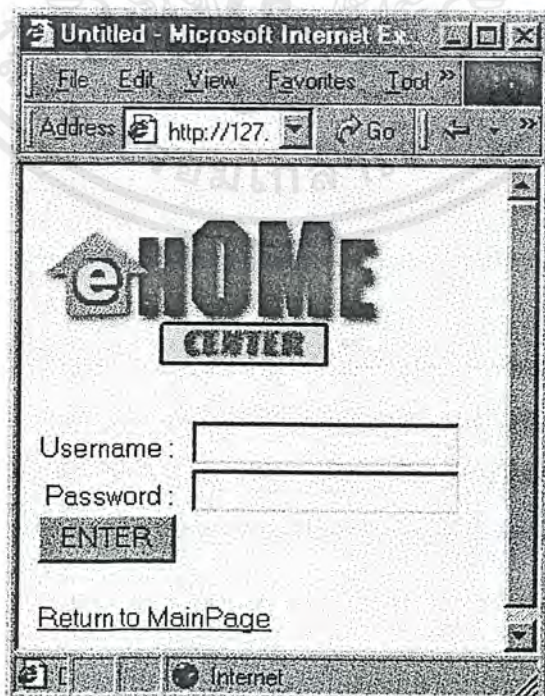 Untitled - Microsoft Internet Ex...
File Edit View Favorites Tool »
Address http://127. Go »
e HOME
CENTER
Username :
Password :
ENTER
Return to MainPage
Internet